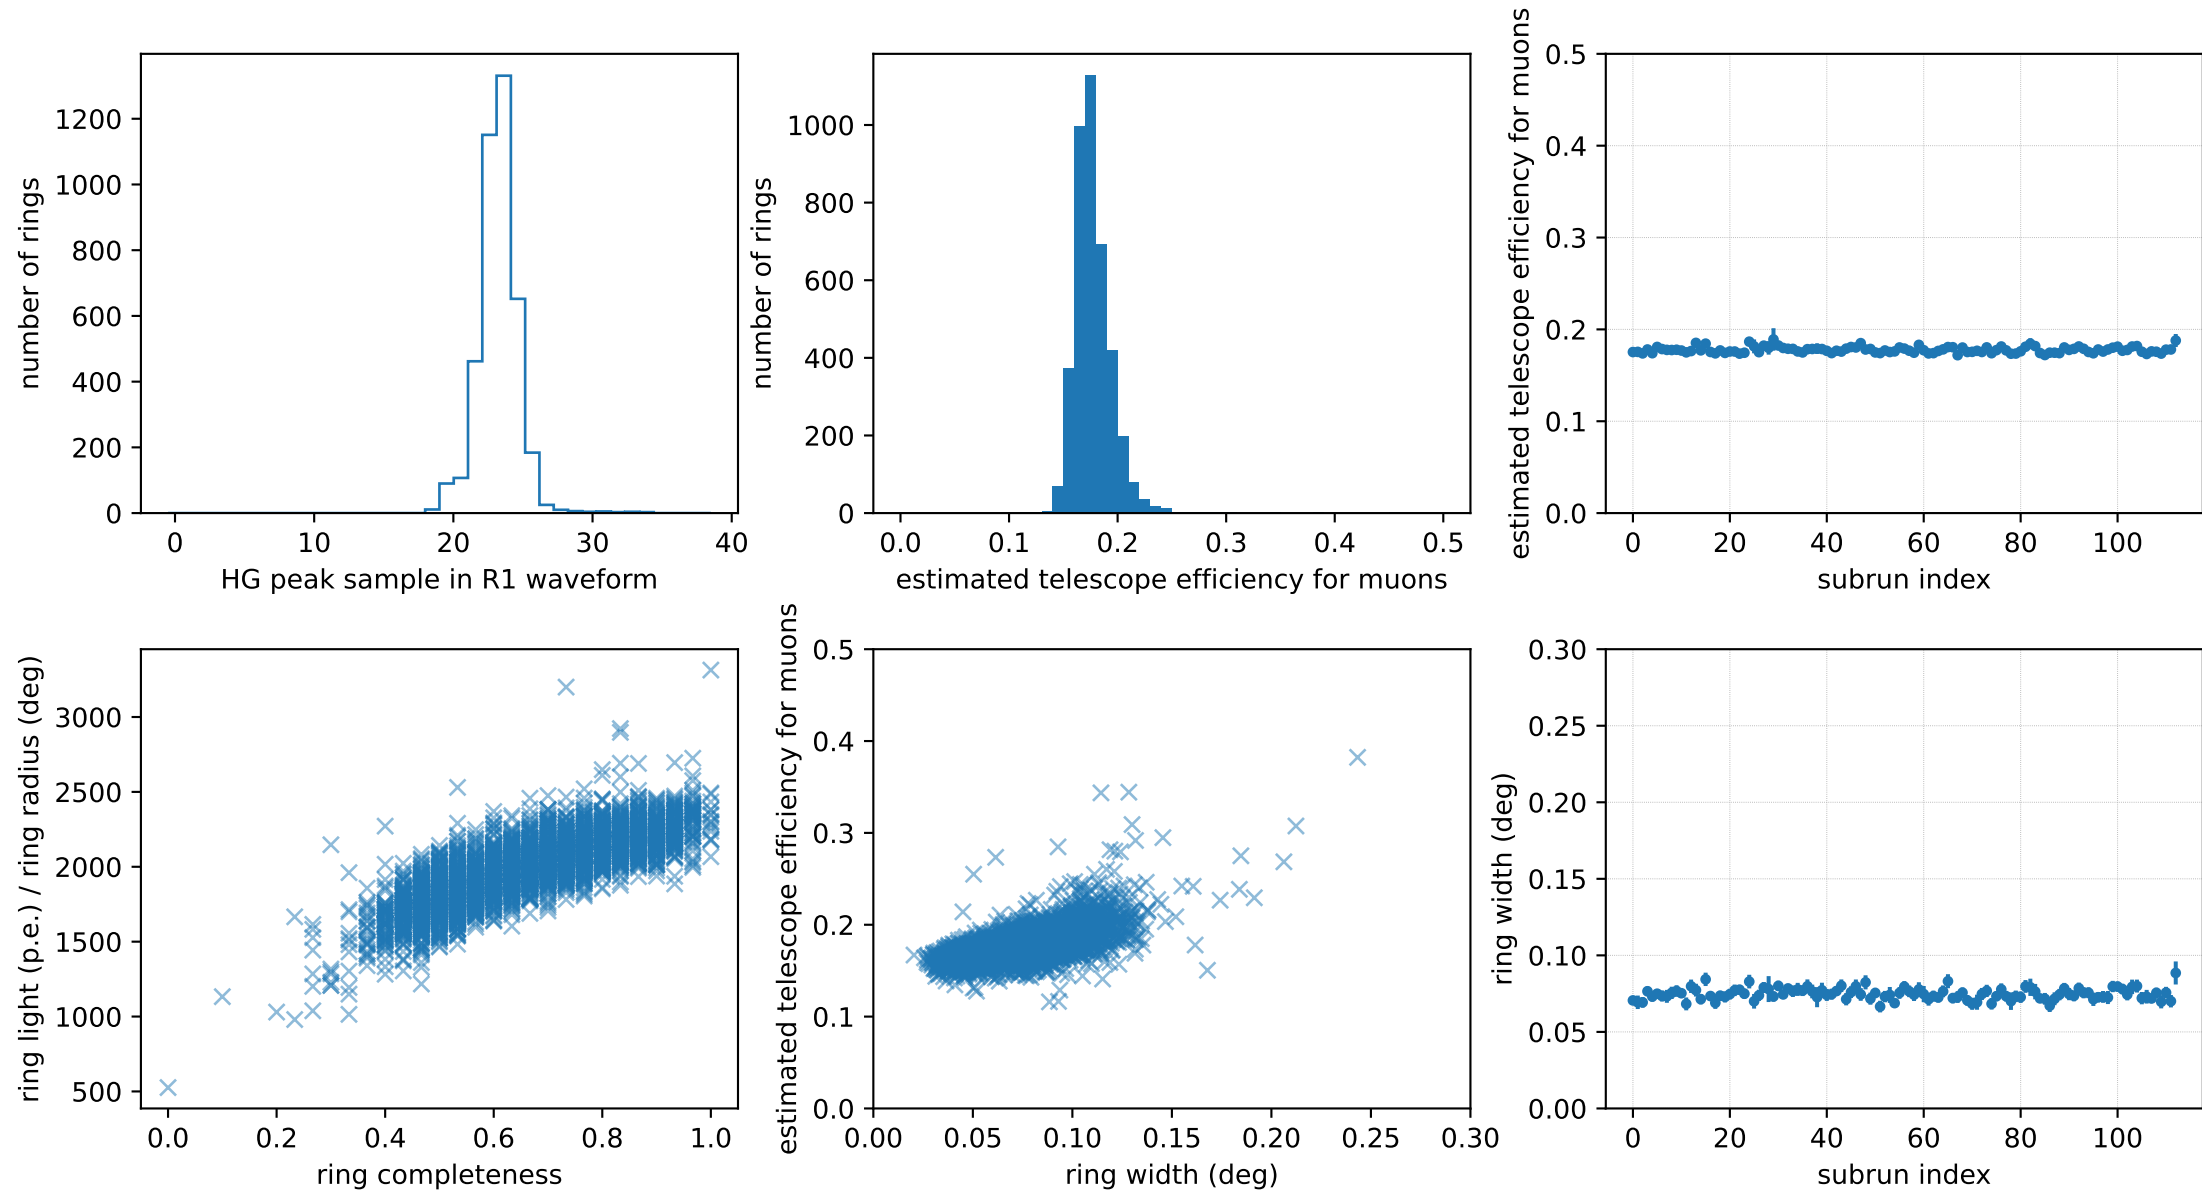 number of rings
1200
1000
800
600
400
200
0
0 10 20 30 40
HG peak sample in R1 waveform
number of rings
1000
800
600
400
200
0
0.0 0.1 0.2 0.3 0.4 0.5
estimated telescope efficiency for muons
estimated telescope efficiency for muons
0.5
0.4
0.3
0.2
0.1
0.0
0 20 40 60 80 100
subrun index
ring light (p.e.) / ring radius (deg)
3000
2500
2000
1500
1000
500
0.0 0.2 0.4 0.6 0.8 1.0
ring completeness
estimated telescope efficiency for muons
0.5
0.4
0.3
0.2
0.1
0.0
0.00 0.05 0.10 0.15 0.20 0.25 0.30
ring width (deg)
ring width (deg)
0.30
0.25
0.20
0.15
0.10
0.05
0.00
0 20 40 60 80 100
subrun index